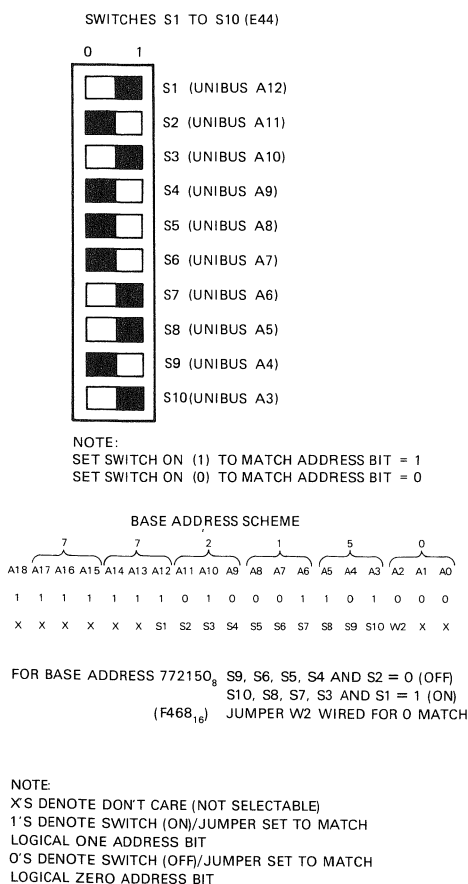 SWITCHES S1 TO S10 (E44)
0 1
S1 (UNIBUS A12)
S2 (UNIBUS A11)
S3 (UNIBUS A10)
S4 (UNIBUS A9)
S5 (UNIBUS A8)
S6 (UNIBUS A7)
S7 (UNIBUS A6)
S8 (UNIBUS A5)
S9 (UNIBUS A4)
S10(UNIBUS A3)
NOTE:
SET SWITCH ON (1) TO MATCH ADDRESS BIT = 1
SET SWITCH ON (0) TO MATCH ADDRESS BIT = 0
BASE ADDRESS SCHEME
7 7 2 1 5 0
A18 A17 A16 A15 A14 A13 A12 A11 A10 A9 A8 A7 A6 A5 A4 A3 A2 A1 A0
1 1 1 1 1 1 1 0 1 0 0 0 1 1 0 1 0 0 0
X X X X X X S1 S2 S3 S4 S5 S6 S7 S8 S9 S10 W2 X X
FOR BASE ADDRESS 772150₈ S9, S6, S5, S4 AND S2 = 0 (OFF)
S10, S8, S7, S3 AND S1 = 1 (ON)
(F468₁₆) JUMPER W2 WIRED FOR 0 MATCH
NOTE:
X'S DENOTE DON'T CARE (NOT SELECTABLE)
1'S DENOTE SWITCH (ON)/JUMPER SET TO MATCH
LOGICAL ONE ADDRESS BIT
0'S DENOTE SWITCH (OFF)/JUMPER SET TO MATCH
LOGICAL ZERO ADDRESS BIT